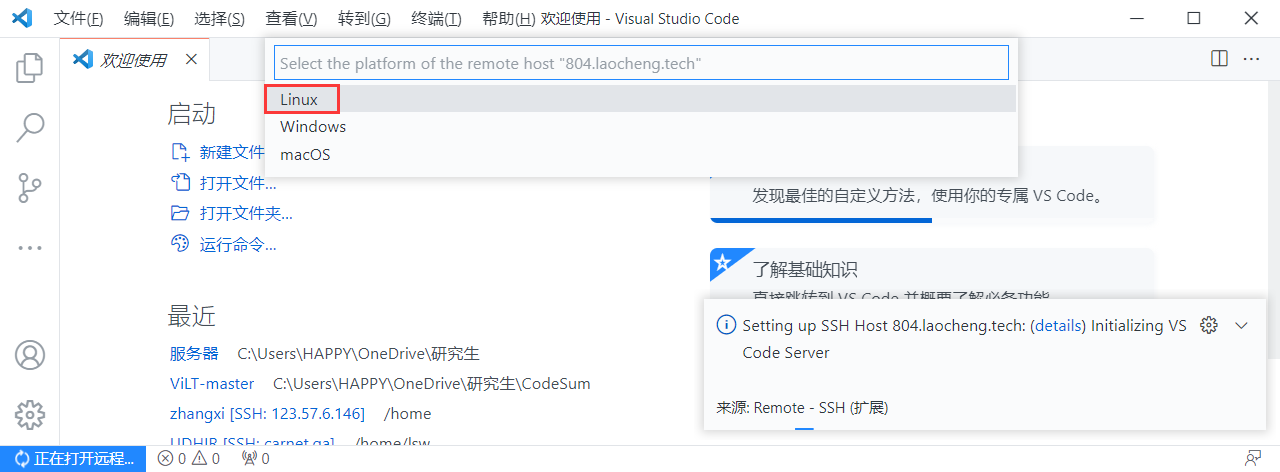 文件(F) 编辑(E) 选择(S) 查看(V) 转到(G) 终端(T) 帮助(H) 欢迎使用 - Visual Studio Code
欢迎使用
Select the platform of the remote host "804.laocheng.tech"
Linux
Windows
macOS
启动
新建文件
打开文件...
打开文件夹...
运行命令...
最近
服务器 C:\Users\HAPPY\OneDrive\研究生
ViLT-master C:\Users\HAPPY\OneDrive\研究生\CodeSum
zhangxi [SSH: 123.57.6.146] /home
UDHIR [SSH: carnet.ga] /home/lsw
发现最佳的自定义方法，使用你的专属 VS Code。
了解基础知识
直接跳转到 VS Code 并概要了解必备功能
Setting up SSH Host 804.laocheng.tech: (details) Initializing VS
Code Server
来源: Remote - SSH (扩展)
正在打开远程... 0 0 0